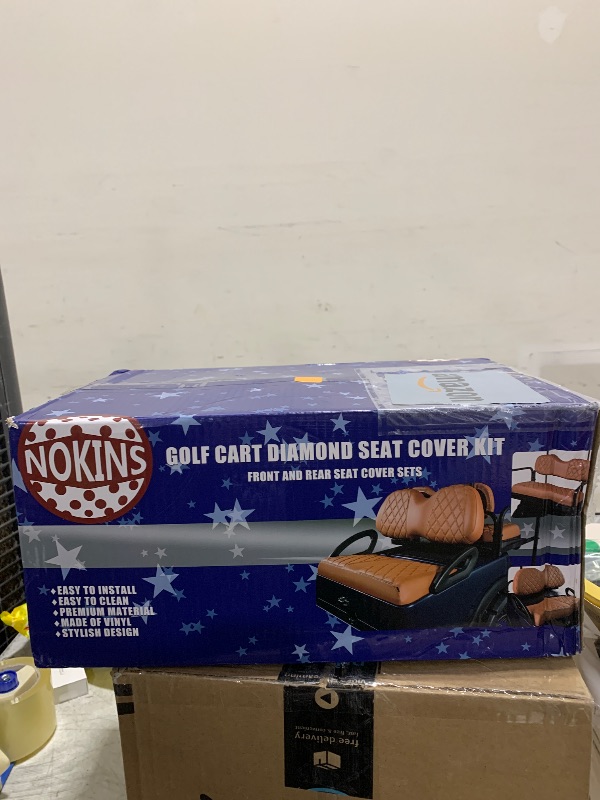 amazon
NOKINS
GOLF CART DIAMOND SEAT COVER KIT
FRONT AND REAR SEAT COVER SETS
♦EASY TO INSTALL
♦EASY TO CLEAN
♦PREMIUM MATERIAL
♦MADE OF VINYL
♦STYLISH DESIGN
free delivery